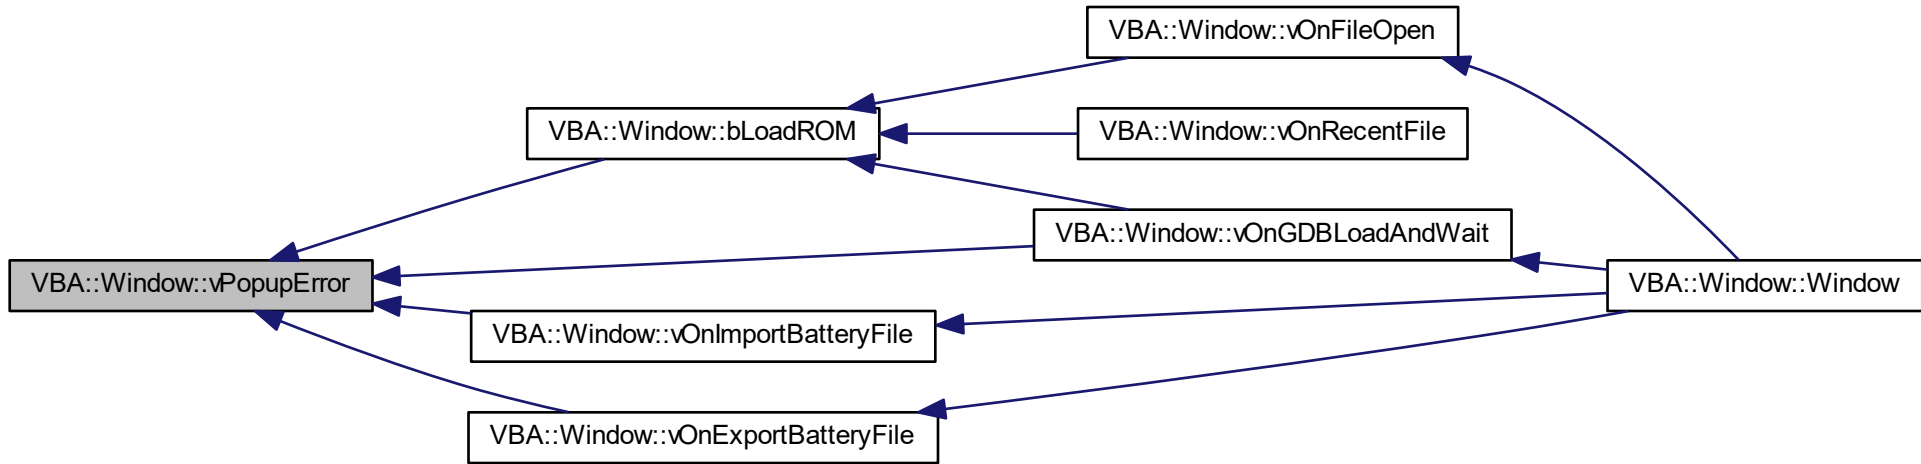 VBA::Window::vOnFileOpen
VBA::Window::bLoadROM
VBA::Window::vOnRecentFile
VBA::Window::vOnGDBLoadAndWait
VBA::Window::vPopupError
VBA::Window::Window
VBA::Window::vOnImportBatteryFile
VBA::Window::vOnExportBatteryFile